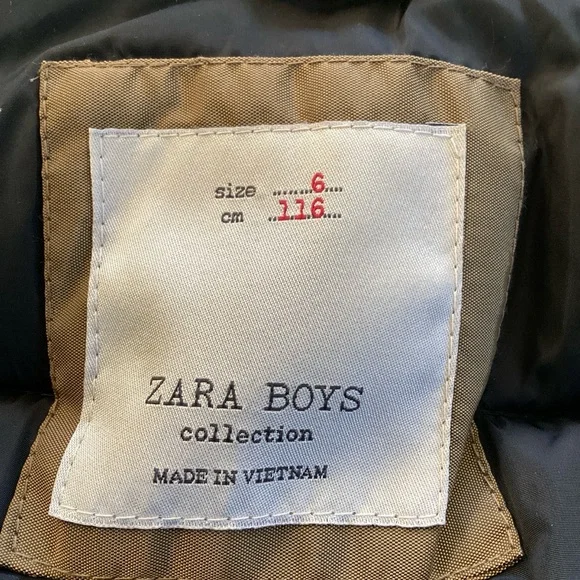 size .......6....
cm ..116.....
ZARA BOYS
collection
MADE IN VIETNAM